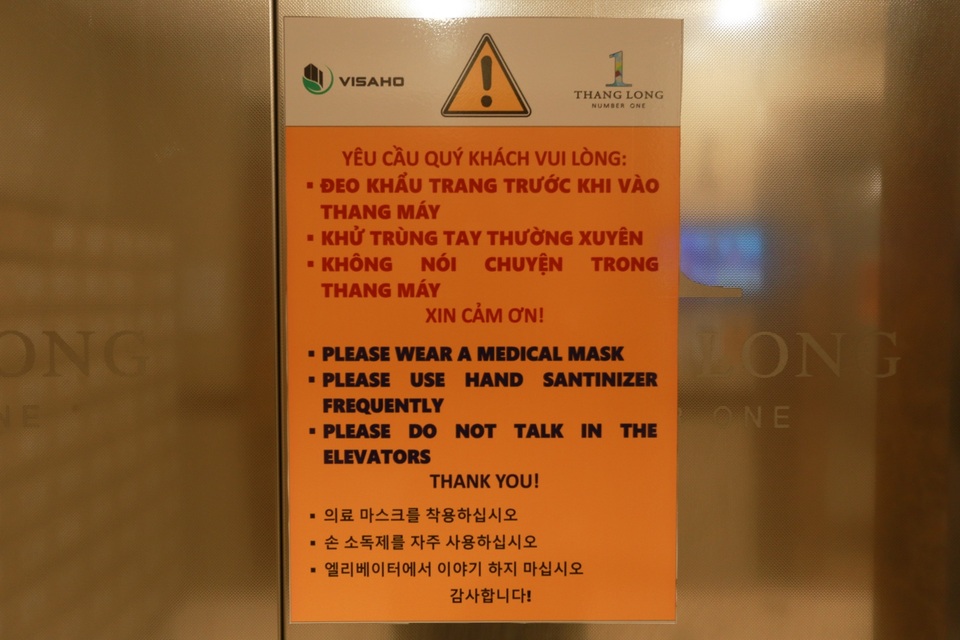 VISAHO
1
THANG LONG
NUMBER ONE
YÊU CẦU QUÝ KHÁCH VUI LÒNG:
▪ ĐEO KHẨU TRANG TRƯỚC KHI VÀO
THANG MÁY
▪ KHỬ TRÙNG TAY THƯỜNG XUYÊN
▪ KHÔNG NÓI CHUYỆN TRONG
THANG MÁY
XIN CẢM ƠN!
▪ PLEASE WEAR A MEDICAL MASK
▪ PLEASE USE HAND SANTINIZER
FREQUENTLY
▪ PLEASE DO NOT TALK IN THE
ELEVATORS
THANK YOU!
▪ 의료 마스크를 착용하십시오
▪ 손 소독제를 자주 사용하십시오
▪ 엘리베이터에서 이야기 하지 마십시오
감사합니다!
ONG
NE
LONG
ONE